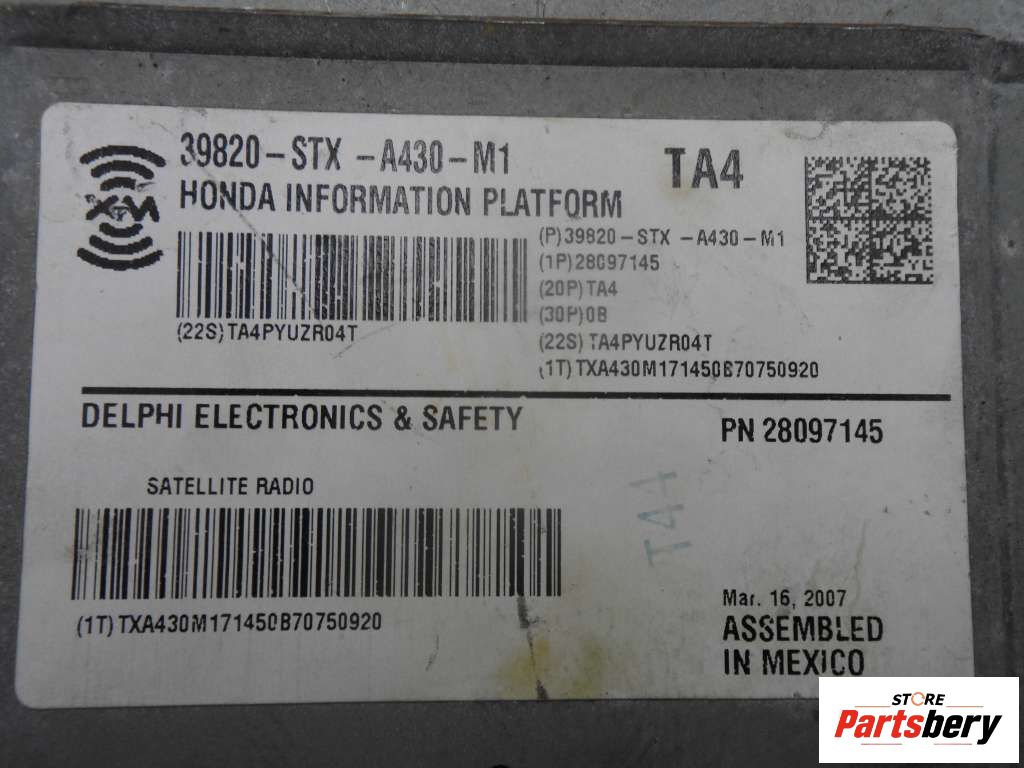 XM
39820-STX -A430-M1
TA4
HONDA INFORMATION PLATFORM
(P)39820-STX -A430-M1
(1P)28097145
(20P)TA4
(30P)0B
(22S)TA4PYUZR04T
(22S)TA4PYUZR04T
(1T)TXA430M171450B70750920
DELPHI ELECTRONICS & SAFETY
PN 28097145
SATELLITE RADIO
TA4
(1T)TXA430M171450B70750920
Mar. 16, 2007
ASSEMBLED
IN MEXICO
STORE
Partsbery